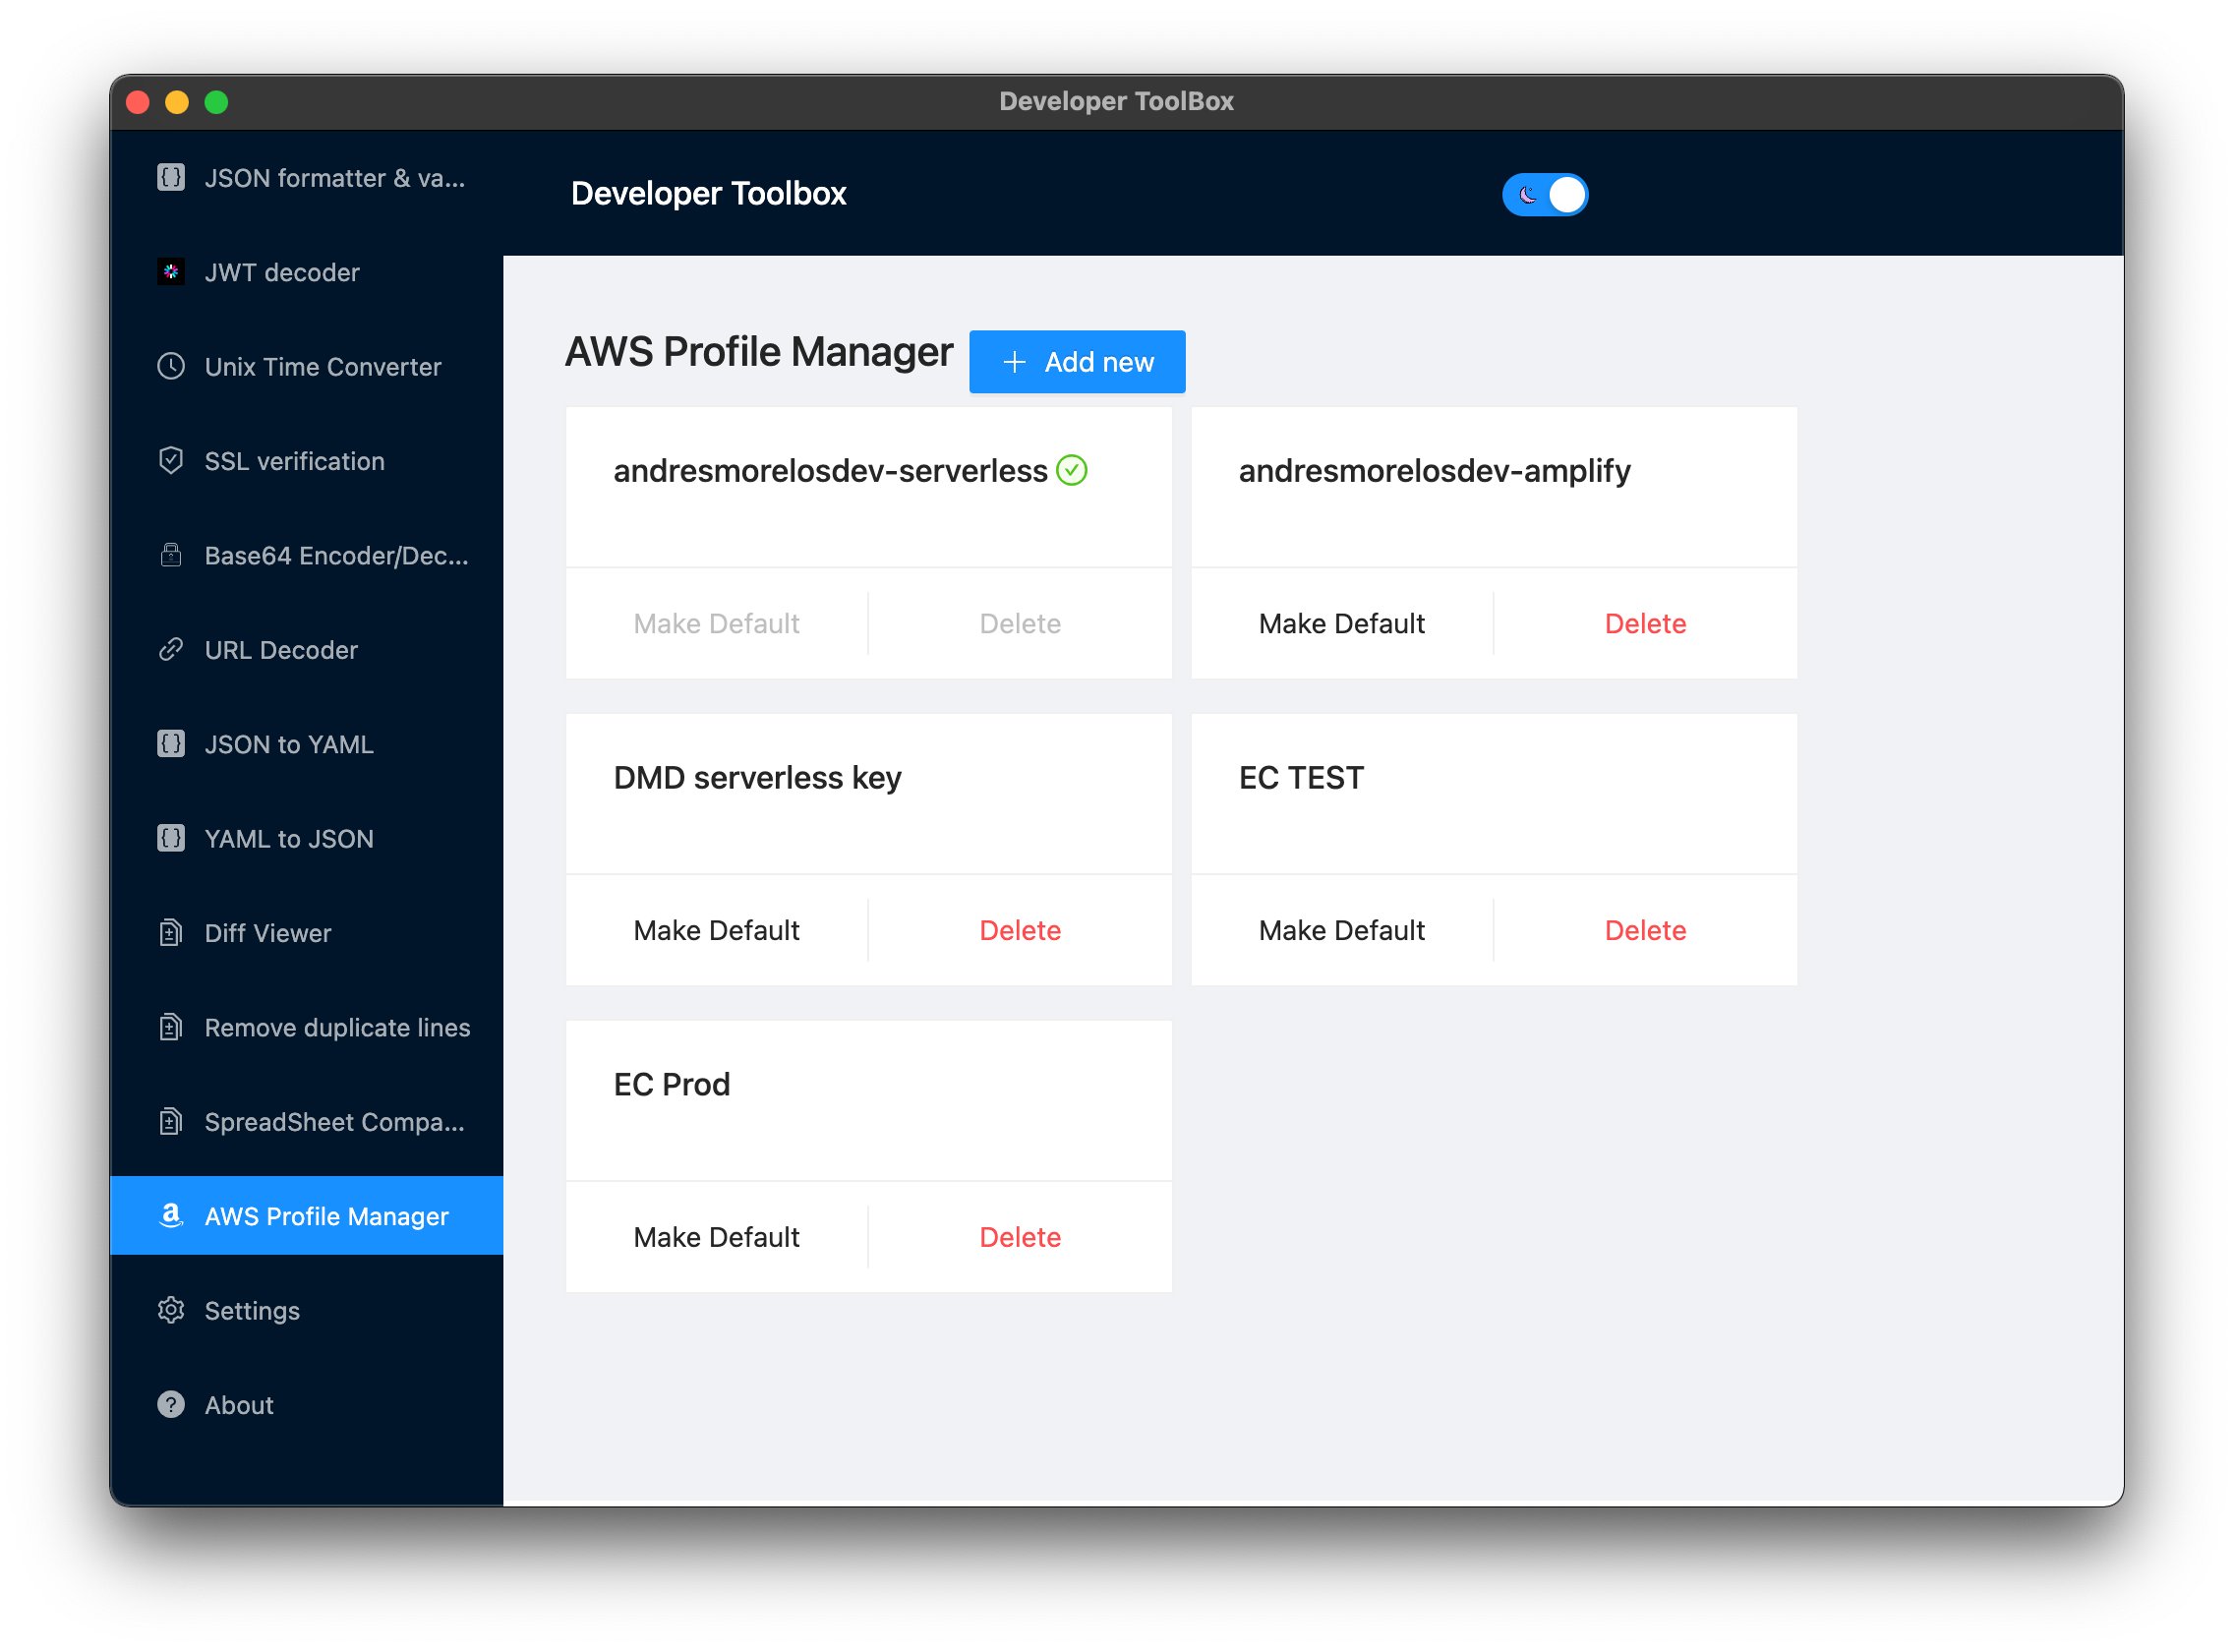 Developer ToolBox
JSON formatter & va...
JWT decoder
Unix Time Converter
SSL verification
Base64 Encoder/Dec...
URL Decoder
JSON to YAML
YAML to JSON
Diff Viewer
Remove duplicate lines
SpreadSheet Compa...
AWS Profile Manager
Settings
About
Developer Toolbox
AWS Profile Manager
Add new
andresmorelosdev-serverless
Make Default Delete
andresmorelosdev-amplify
Make Default Delete
DMD serverless key
Make Default Delete
EC TEST
Make Default Delete
EC Prod
Make Default Delete